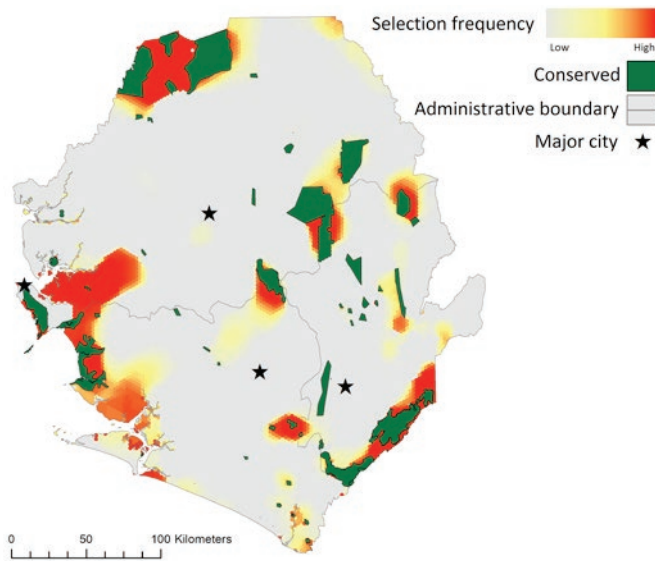 Selection frequency
Low High
Conserved
Administrative boundary
Major city
0 50 100 Kilometers